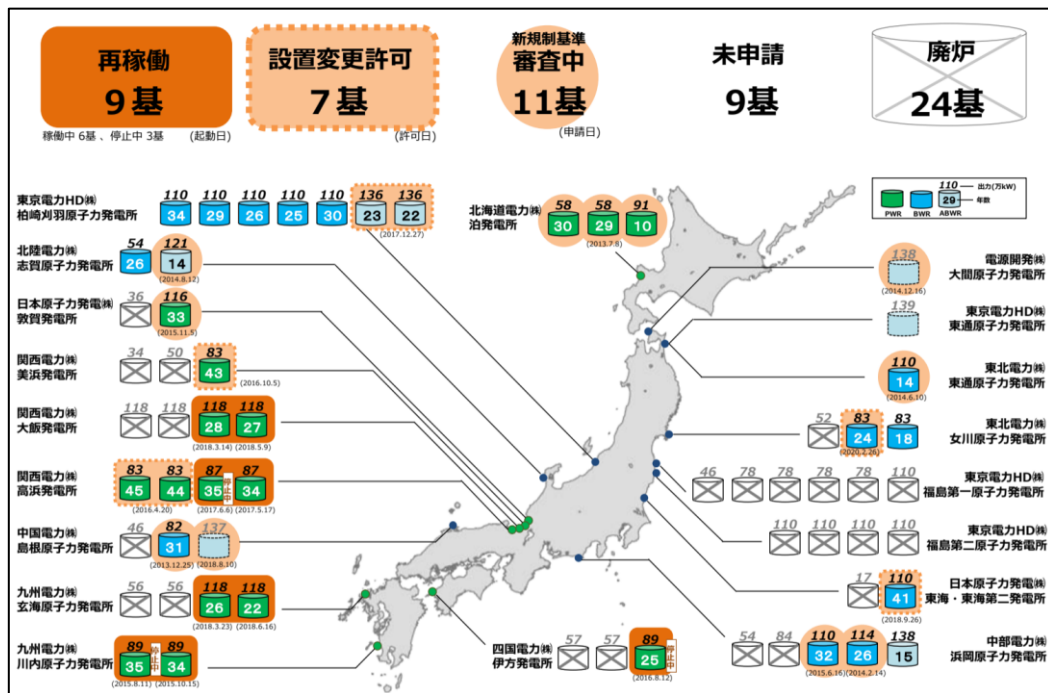 再稼働
9基
稼働中 6基 、停止中 3基
(起動日)
設置変更許可
7基
(許可日)
新規制基準
審査中
11基
(申請日)
未申請
9基
廃炉
24基
東京電力HD㈱
柏崎刈羽原子力発電所
110 110 110 110 110 136 136
34 29 26 25 30 23 22
(2017.12.27)
北陸電力㈱
志賀原子力発電所
54 121
26 14
(2014.8.12)
日本原子力発電㈱
敦賀発電所
36 116
33
(2015.11.5)
関西電力㈱
美浜発電所
34 50 83
43
(2016.10.5)
関西電力㈱
大飯発電所
118 118 118 118
28 27
(2018.3.14) (2018.5.9)
関西電力㈱
高浜発電所
83 83 87 87
45 44 35 停止中 34
(2016.4.20) (2017.6.6) (2017.5.17)
中国電力㈱
島根原子力発電所
46 82 137
31
(2013.12.25) (2018.8.10)
九州電力㈱
玄海原子力発電所
56 56 118 118
26 22
(2018.3.23) (2018.6.16)
九州電力㈱
川内原子力発電所
89 89
35 停止中 34
(2015.8.11) (2015.10.15)
北海道電力㈱
泊発電所
58 58 91
30 29 10
(2013.7.8)
110 出力(万kW)
29 年数
PWR BWR ABWR
電源開発㈱
大間原子力発電所
138
(2014.12.16)
東京電力HD㈱
東通原子力発電所
139
東北電力㈱
東通原子力発電所
110
14
(2014.6.10)
東北電力㈱
女川原子力発電所
52 83 83
24 18
(2020.2.26)
東京電力HD㈱
福島第一原子力発電所
46 78 78 78 78 110
東京電力HD㈱
福島第二原子力発電所
110 110 110 110
日本原子力発電㈱
東海・東海第二発電所
17 110
41
(2018.9.26)
中部電力㈱
浜岡原子力発電所
54 84 110 114 138
32 26 15
(2015.6.16) (2014.2.14)
四国電力㈱
伊方発電所
57 57 89
25 停止中
(2016.8.12)